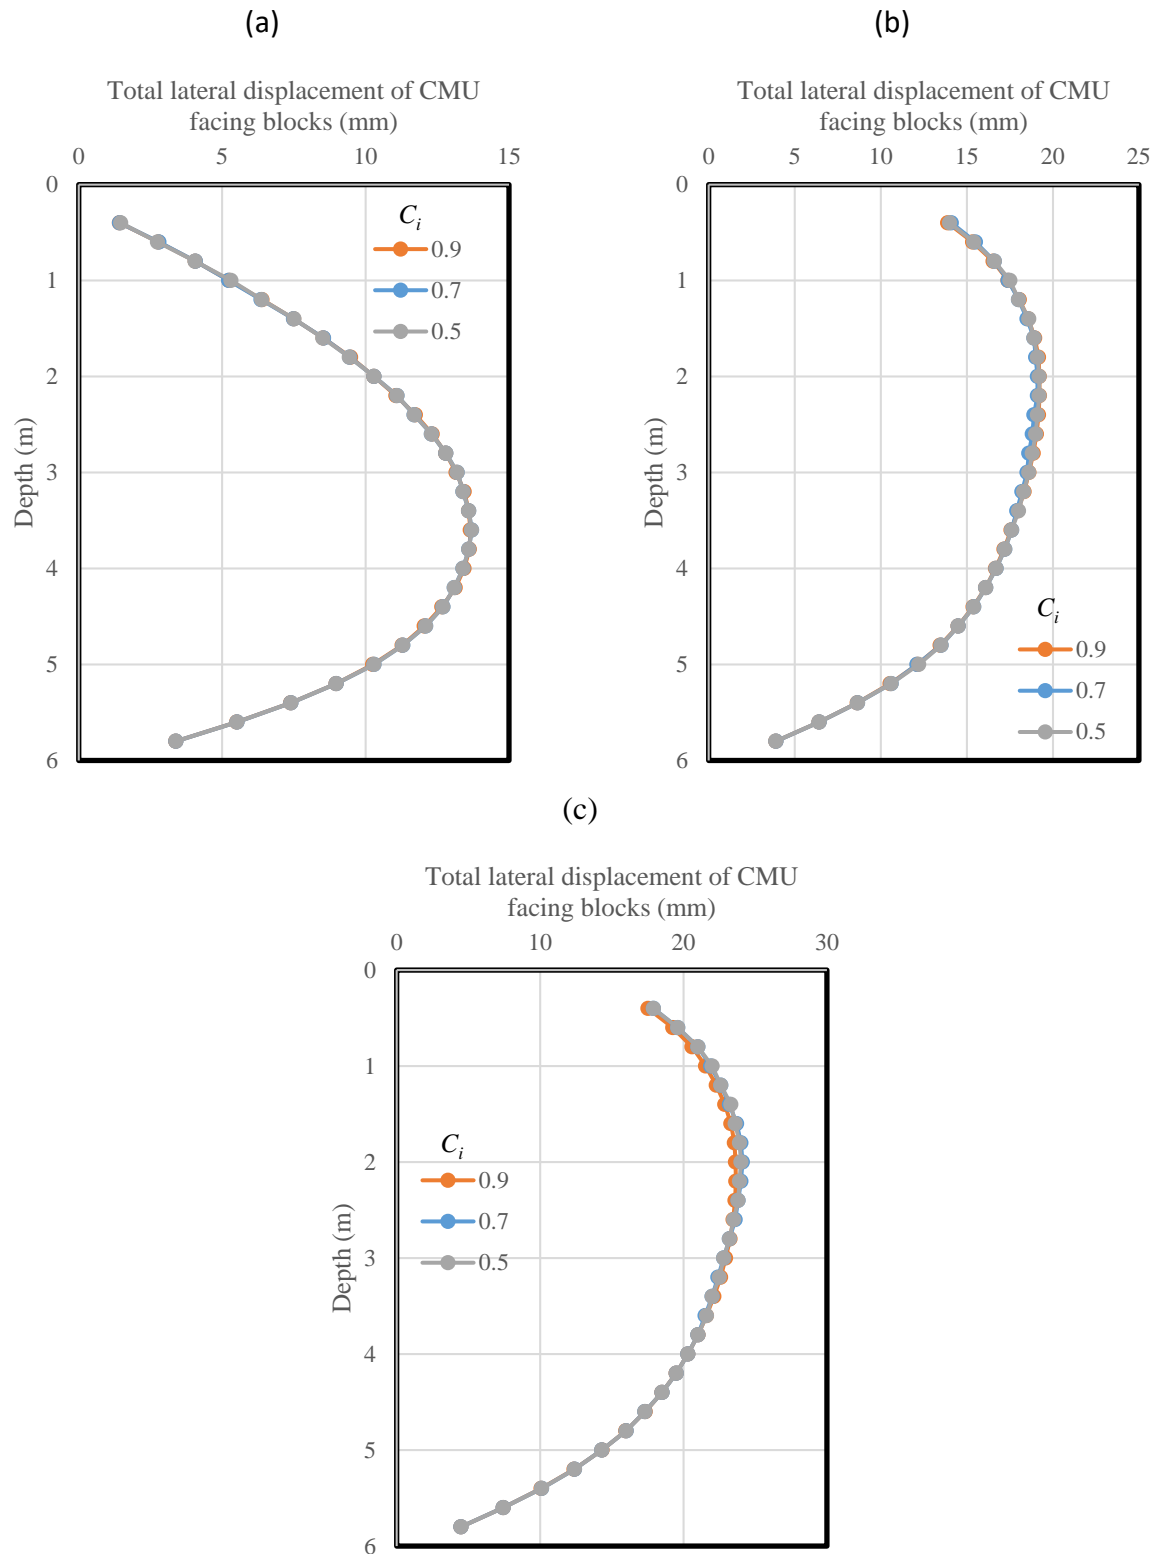 (a)
Total lateral displacement of CMU
facing blocks (mm)
0 5 10 15
0
1
2
3
4
5
6
Depth (m)
C_i
0.9
0.7
0.5
(b)
Total lateral displacement of CMU
facing blocks (mm)
0 5 10 15 20 25
0
1
2
3
4
5
6
Depth (m)
C_i
0.9
0.7
0.5
(c)
Total lateral displacement of CMU
facing blocks (mm)
0 10 20 30
0
1
2
3
4
5
6
Depth (m)
C_i
0.9
0.7
0.5